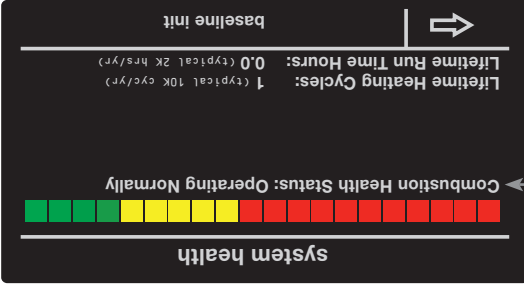 system health
Combustion Health Status: Operating Normally
Lifetime Heating Cycles: 1 (typical 10K cyc/yr)
Lifetime Run Time Hours: 0.0 (typical 2K hrs/yr)
baseline init